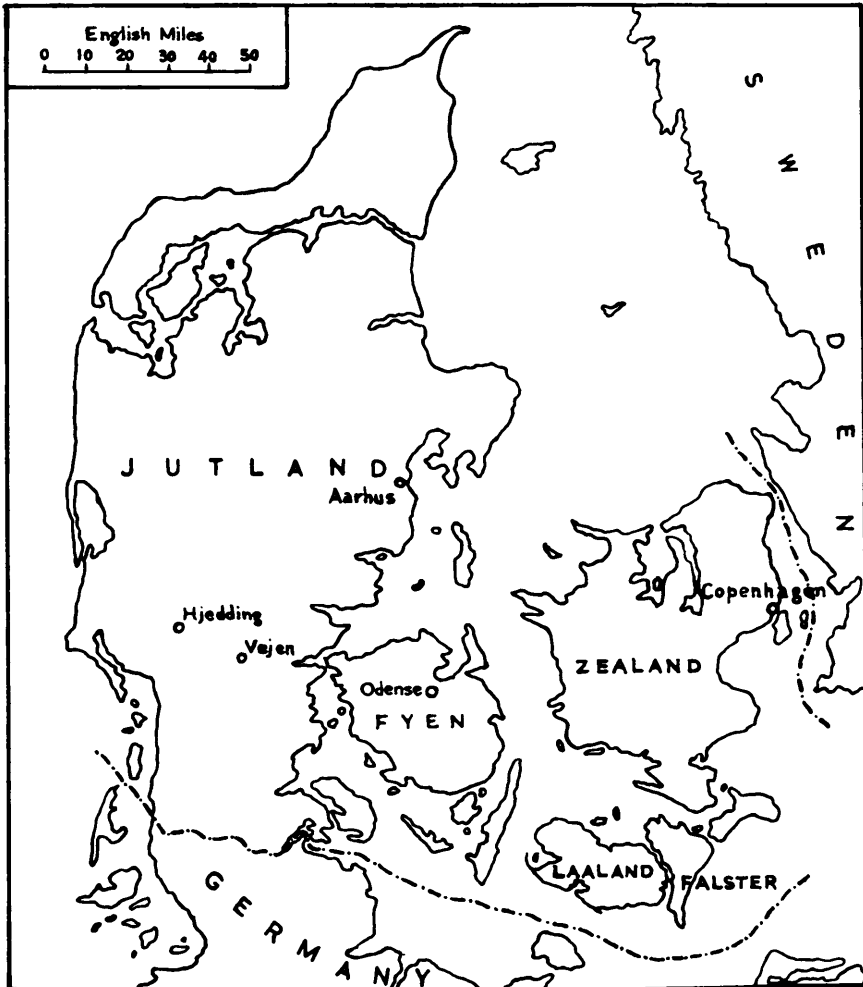 English Miles
0 10 20 30 40 50
SWEDEN
JUTLAND
Aarhus
Hjedding
Vejen
Copenhagen
ZEALAND
Odense
FYEN
LAALAND
FALSTER
GERMANY